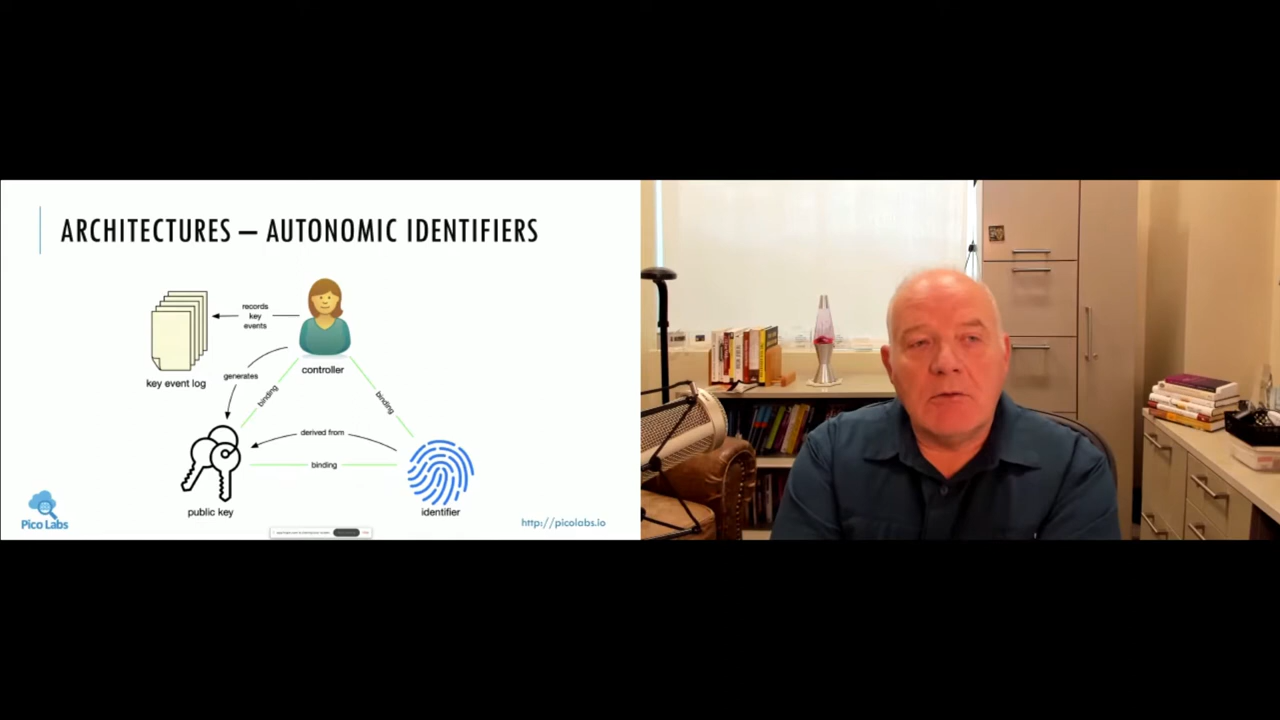 ARCHITECTURES – AUTONOMIC IDENTIFIERS
records
key
events
key event log
controller
generates
binding
binding
derived from
binding
public key
identifier
Pico Labs
http://picolabs.io